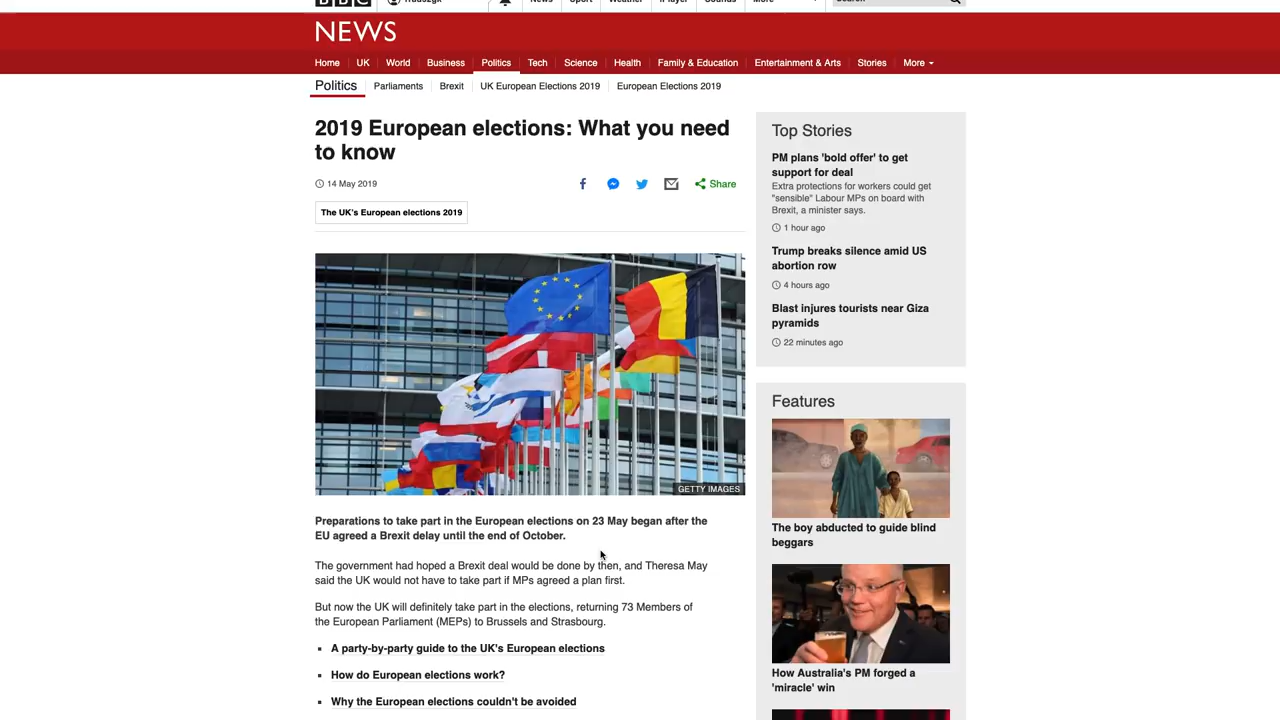 BBC
News
Sport
Weather
iPlayer
Sounds
More
Search
NEWS
Home UK World Business Politics Tech Science Health Family & Education Entertainment & Arts Stories More
Politics Parliaments Brexit UK European Elections 2019 European Elections 2019
2019 European elections: What you need
to know
14 May 2019
Share
The UK's European elections 2019
GETTY IMAGES
Preparations to take part in the European elections on 23 May began after the
EU agreed a Brexit delay until the end of October.
The government had hoped a Brexit deal would be done by then, and Theresa May
said the UK would not have to take part if MPs agreed a plan first.
But now the UK will definitely take part in the elections, returning 73 Members of
the European Parliament (MEPs) to Brussels and Strasbourg.
A party-by-party guide to the UK's European elections
How do European elections work?
Why the European elections couldn't be avoided
Top Stories
PM plans 'bold offer' to get
support for deal
Extra protections for workers could get
"sensible" Labour MPs on board with
Brexit, a minister says.
1 hour ago
Trump breaks silence amid US
abortion row
4 hours ago
Blast injures tourists near Giza
pyramids
22 minutes ago
Features
The boy abducted to guide blind
beggars
How Australia's PM forged a
'miracle' win